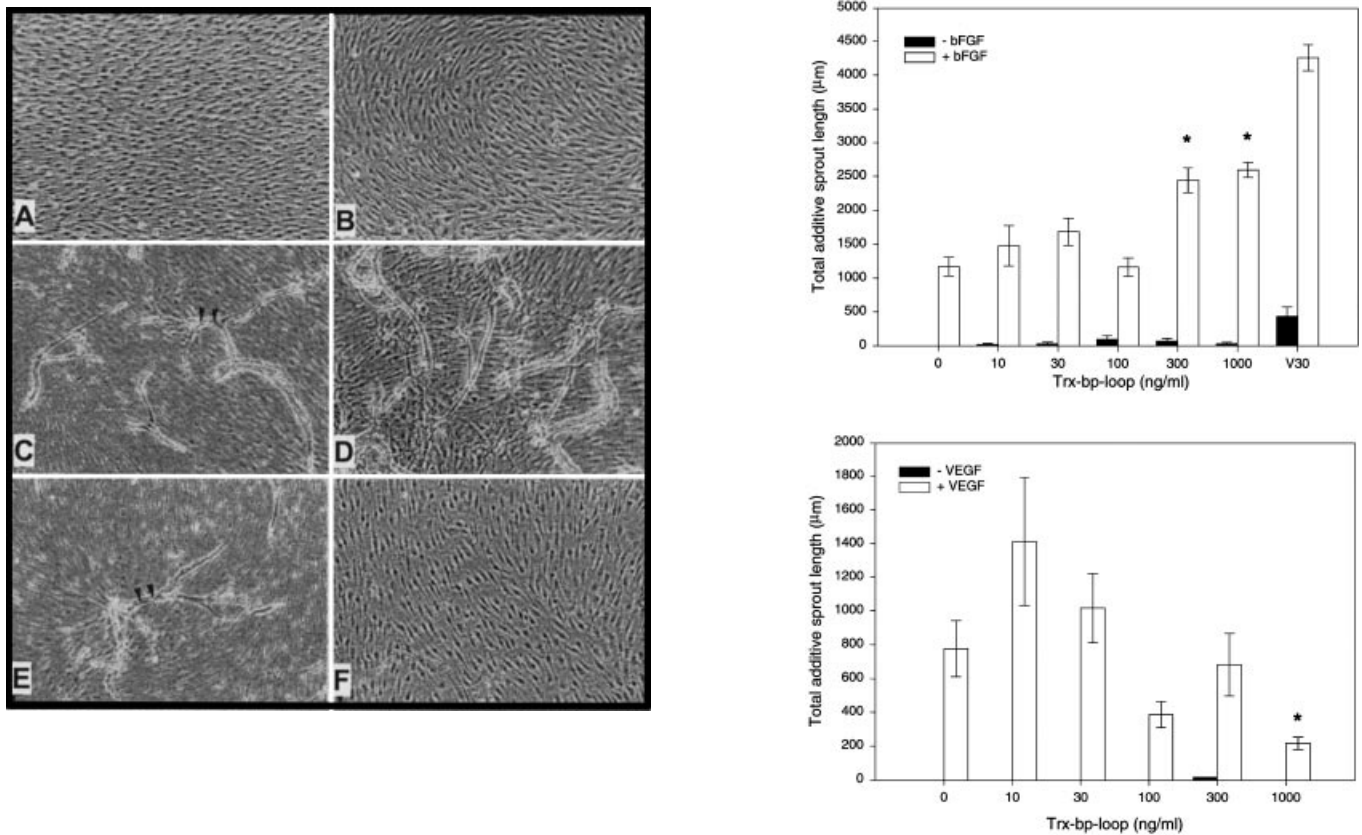 A
B
C
D
E
F
5000
4500
4000
3500
3000
2500
2000
1500
1000
500
0
Total additive sprout length (μm)
- bFGF
+ bFGF
*
*
0
10
30
100
300
1000
V30
Trx-bp-loop (ng/ml)
2000
1800
1600
1400
1200
1000
800
600
400
200
0
Total additive sprout length (μm)
- VEGF
+ VEGF
*
0
10
30
100
300
1000
Trx-bp-loop (ng/ml)